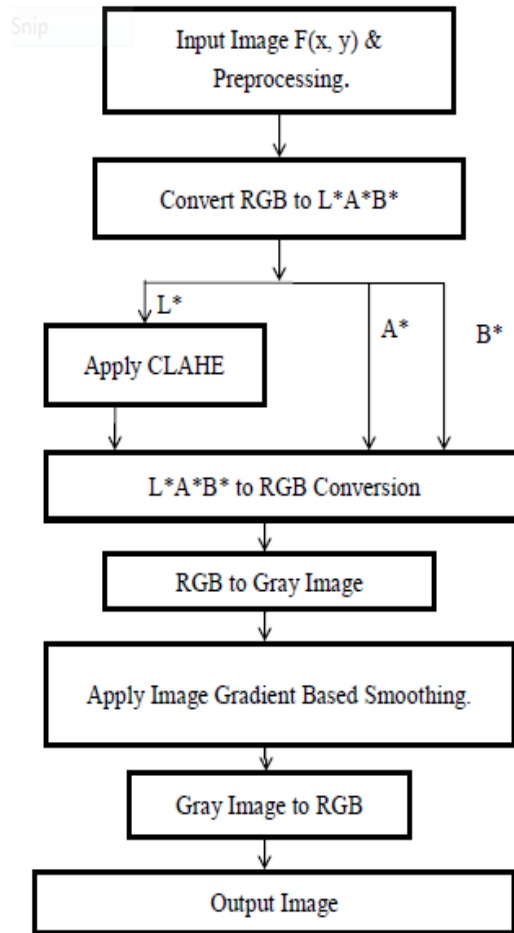 Snip
Input Image F(x, y) &
Preprocessing.
Convert RGB to L*A*B*
L*
A*
B*
Apply CLAHE
L*A*B* to RGB Conversion
RGB to Gray Image
Apply Image Gradient Based Smoothing.
Gray Image to RGB
Output Image